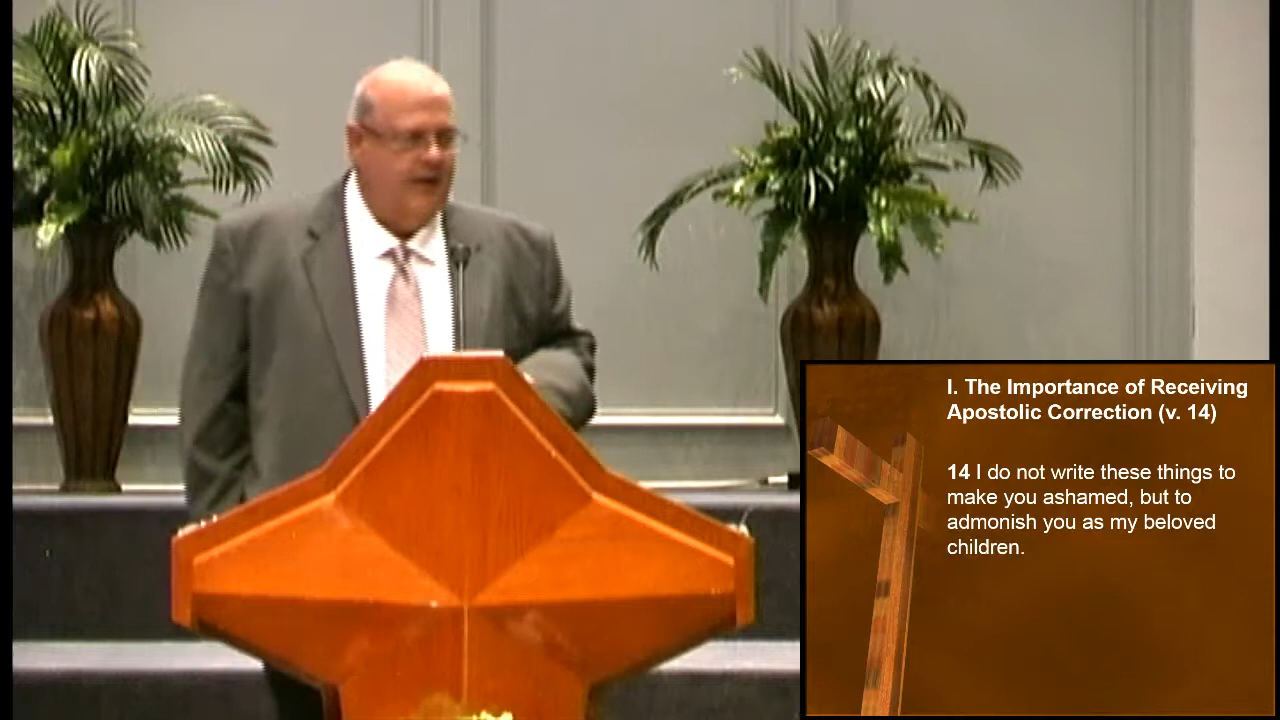 I. The Importance of Receiving
Apostolic Correction (v. 14)
14 I do not write these things to
make you ashamed, but to
admonish you as my beloved
children.